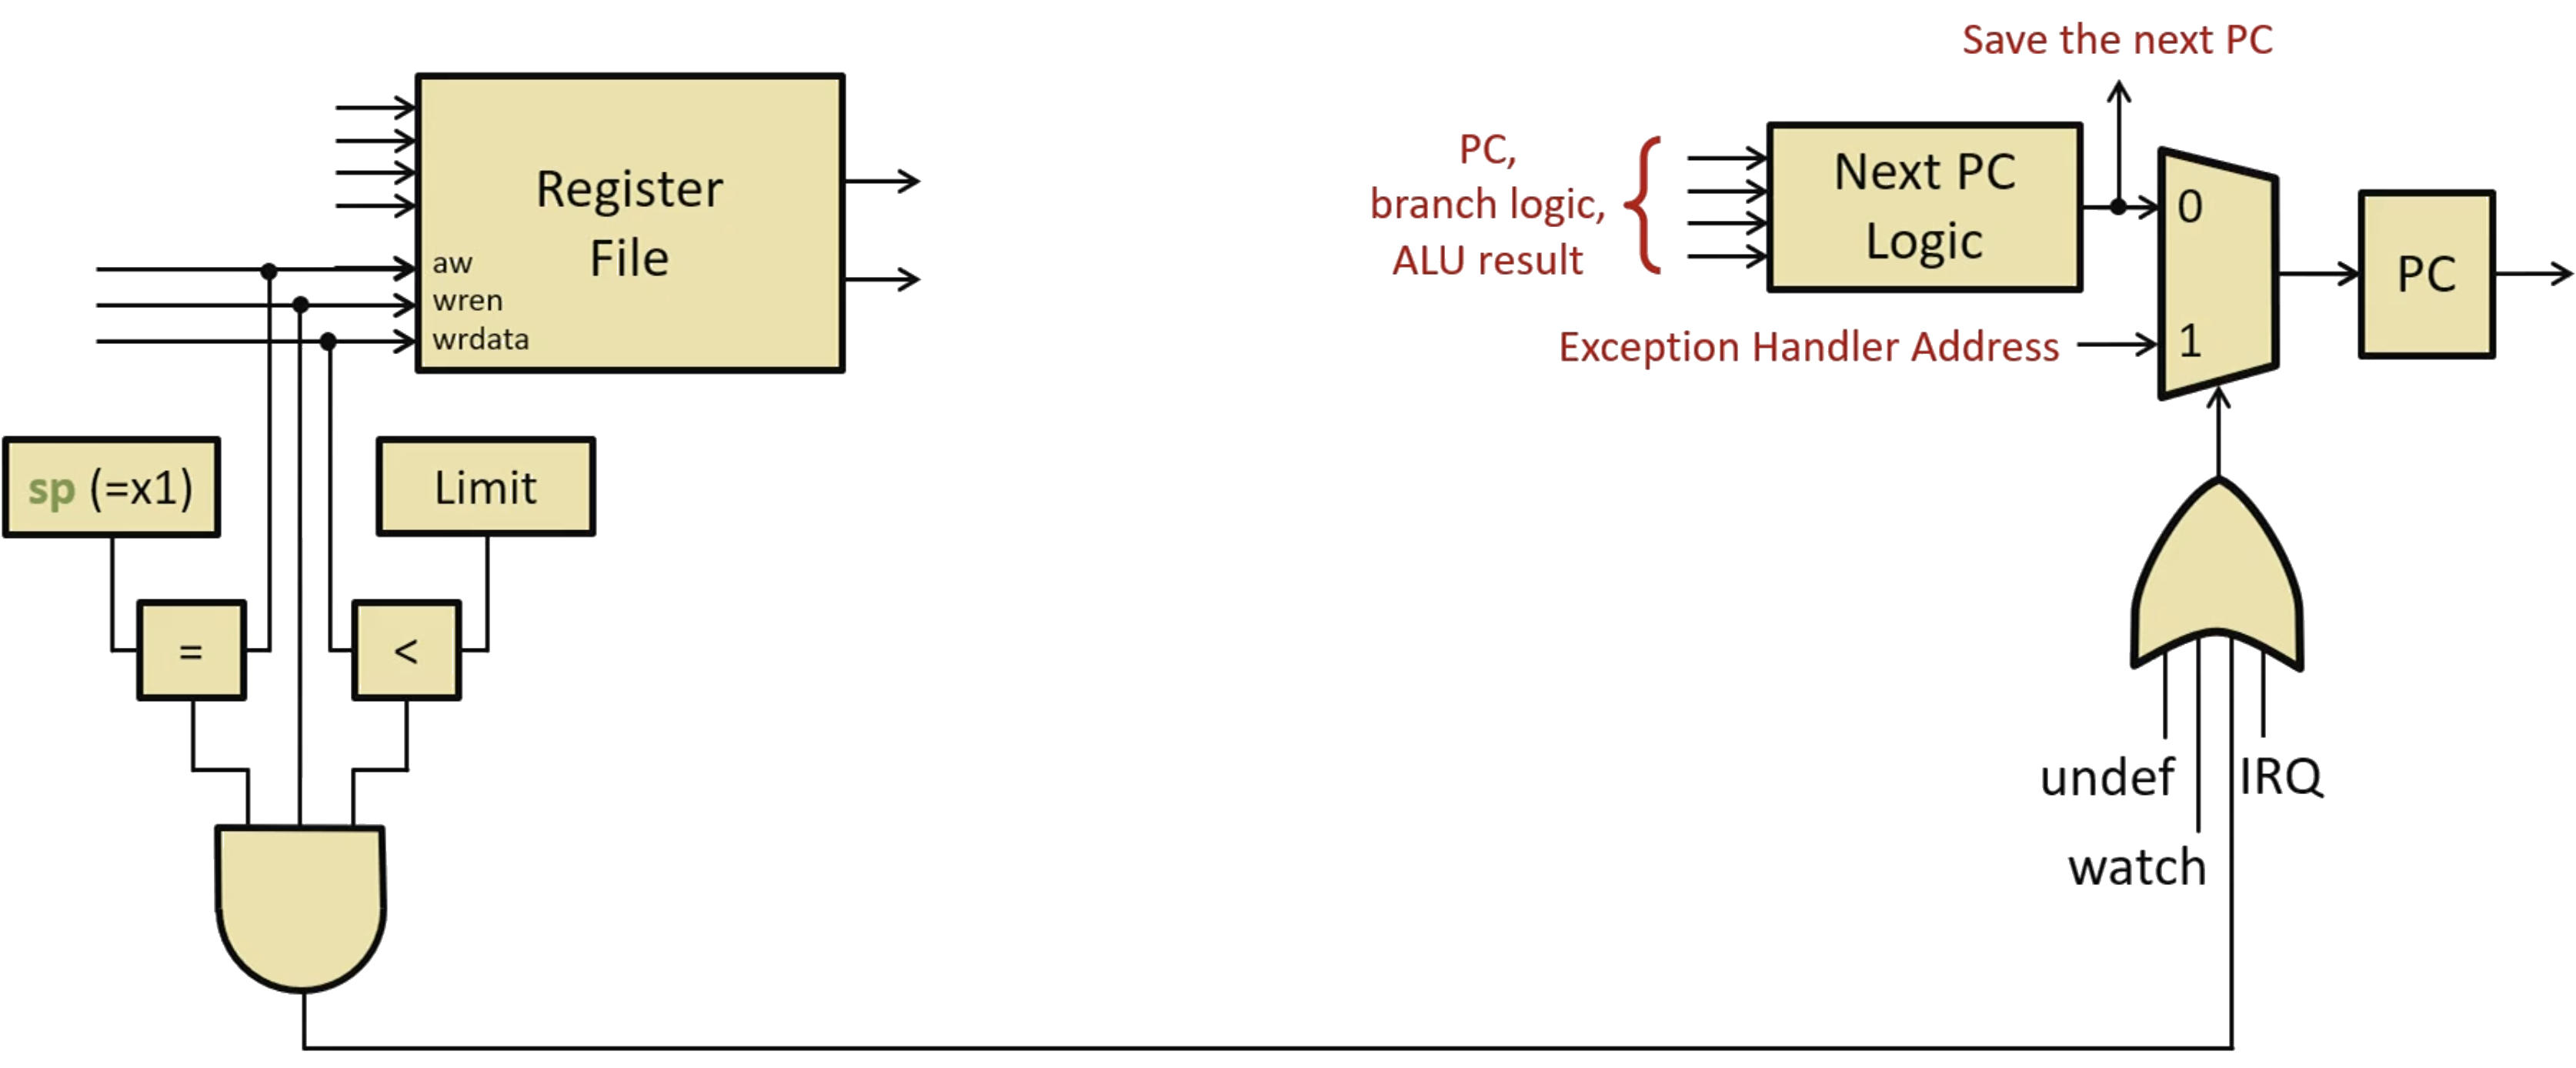 Save the next PC
Register
File
aw
wren
wrdata
PC,
branch logic,
ALU result
Next PC
Logic
0
1
PC
Exception Handler Address
sp (=x1)
Limit
=
<
undef
IRQ
watch